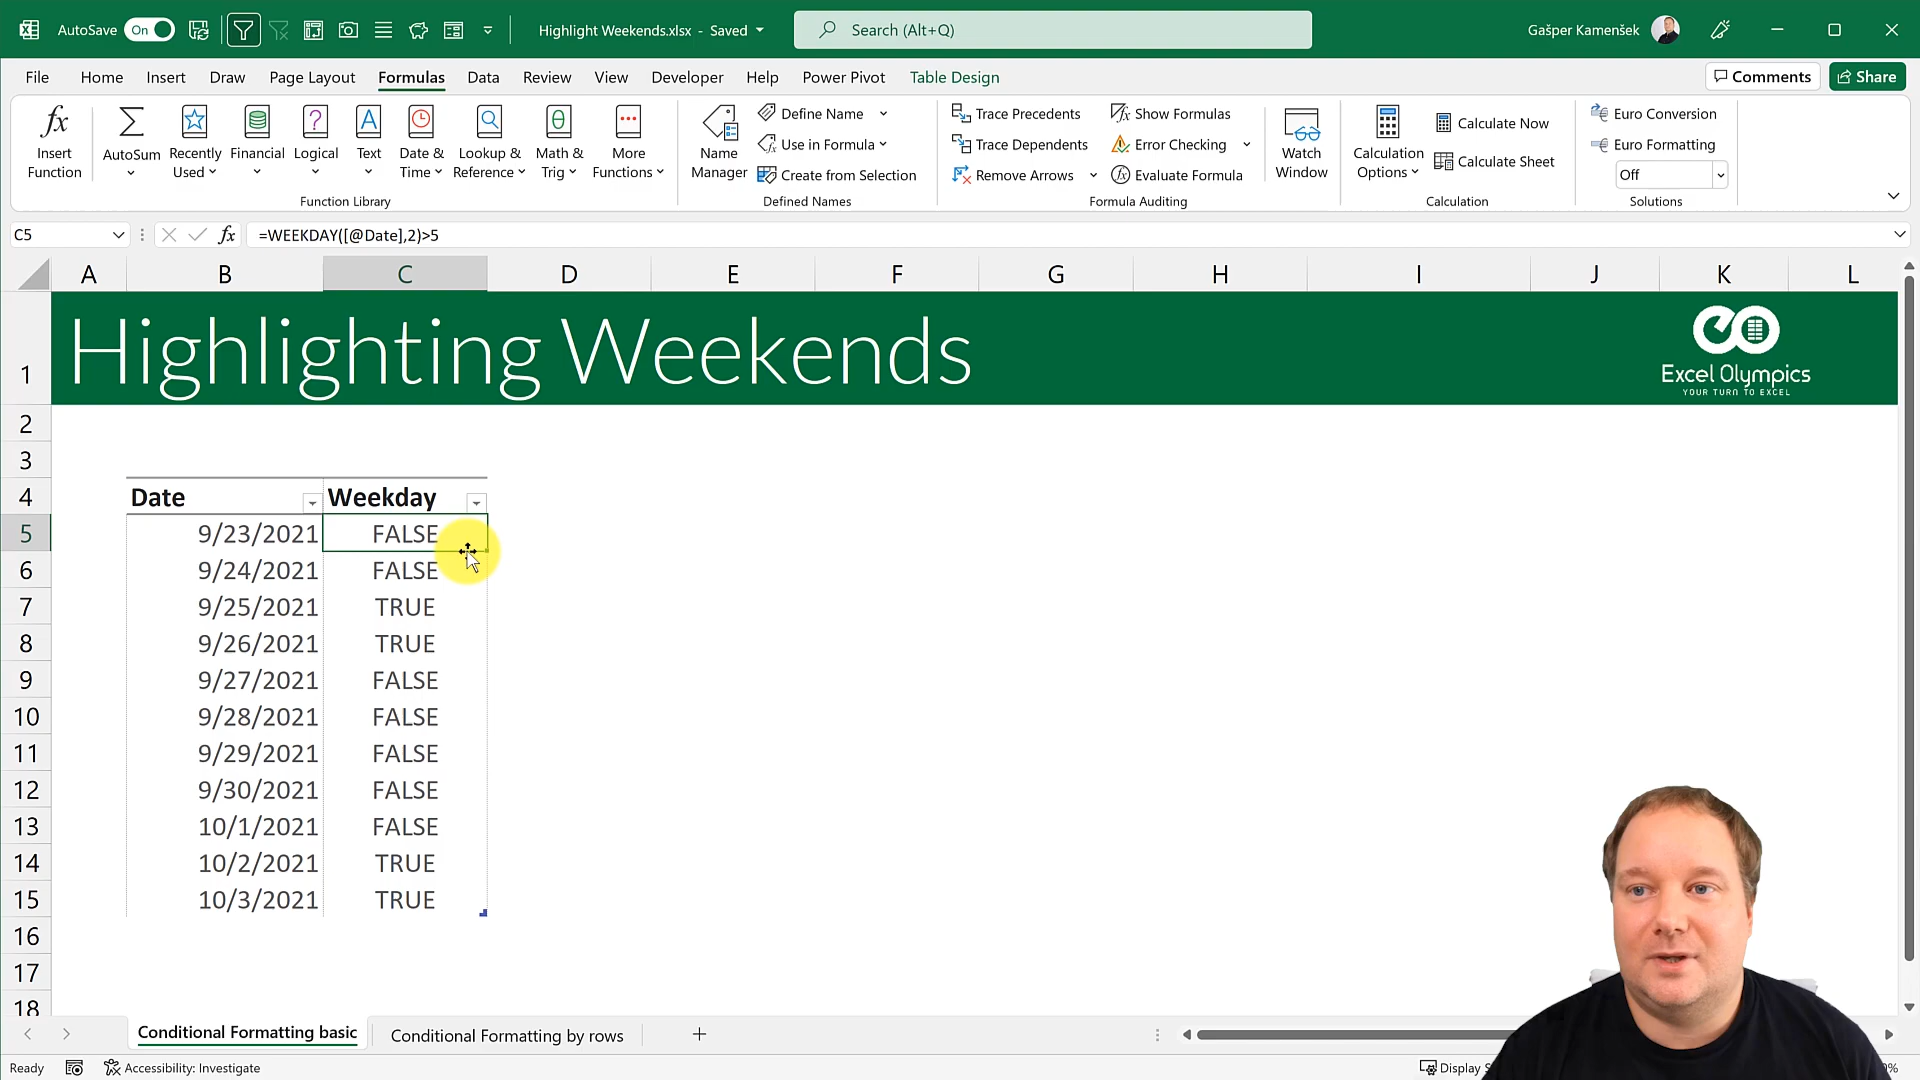 AutoSave On Highlight Weekends.xlsx - Saved Search (Alt+Q) Gašper Kamenšek
File Home Insert Draw Page Layout Formulas Data Review View Developer Help Power Pivot Table Design Comments Share
Insert Function
AutoSum
Recently Used
Financial
Logical
Text
Date & Time
Lookup & Reference
Math & Trig
More Functions
Function Library
Name Manager
Define Name
Use in Formula
Create from Selection
Defined Names
Trace Precedents
Trace Dependents
Remove Arrows
Show Formulas
Error Checking
Evaluate Formula
Formula Auditing
Watch Window
Calculation Options
Calculate Now
Calculate Sheet
Calculation
Euro Conversion
Euro Formatting
Off
Solutions
C5 fx =WEEKDAY([@Date],2)>5
A B C D E F G H I J K L
1 Highlighting Weekends
Excel Olympics
YOUR TURN TO EXCEL
2
3
4 Date Weekday
5 9/23/2021 FALSE
6 9/24/2021 FALSE
7 9/25/2021 TRUE
8 9/26/2021 TRUE
9 9/27/2021 FALSE
10 9/28/2021 FALSE
11 9/29/2021 FALSE
12 9/30/2021 FALSE
13 10/1/2021 FALSE
14 10/2/2021 TRUE
15 10/3/2021 TRUE
16
17
18
Conditional Formatting basic Conditional Formatting by rows
Ready Accessibility: Investigate Display